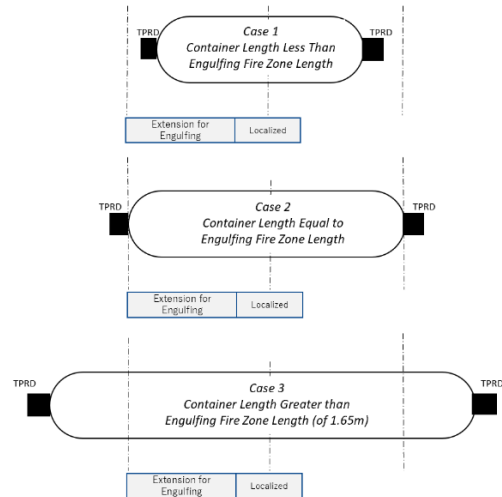 TPRD
TPRD
Case 1
Container Length Less Than
Engulfing Fire Zone Length
Extension for
Engulfing
Localized
TPRD
TPRD
Case 2
Container Length Equal to
Engulfing Fire Zone Length
Extension for
Engulfing
Localized
TPRD
TPRD
Case 3
Container Length Greater than
Engulfing Fire Zone Length (of 1.65m)
Extension for
Engulfing
Localized